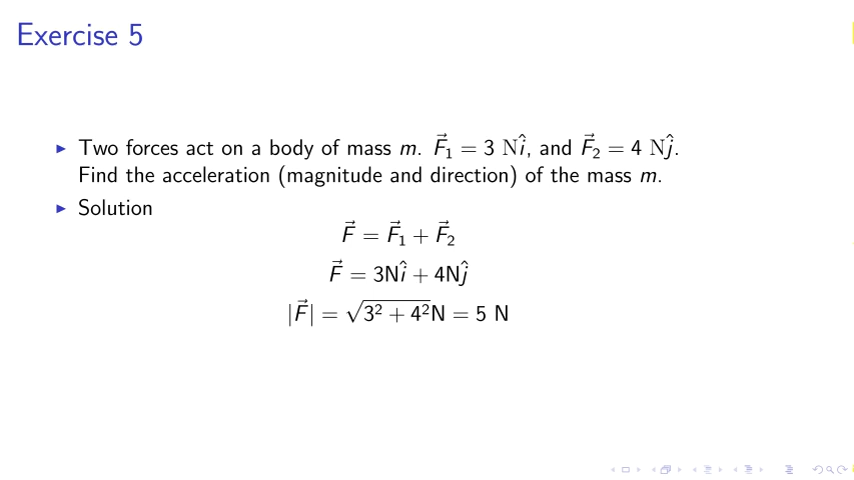 Exercise 5
▶ Two forces act on a body of mass m. F⃗₁ = 3 Nî, and F⃗₂ = 4 Nĵ.
Find the acceleration (magnitude and direction) of the mass m.
▶ Solution
F⃗ = F⃗₁ + F⃗₂
F⃗ = 3Nî + 4Nĵ
|F⃗| = √(3² + 4²)N = 5 N